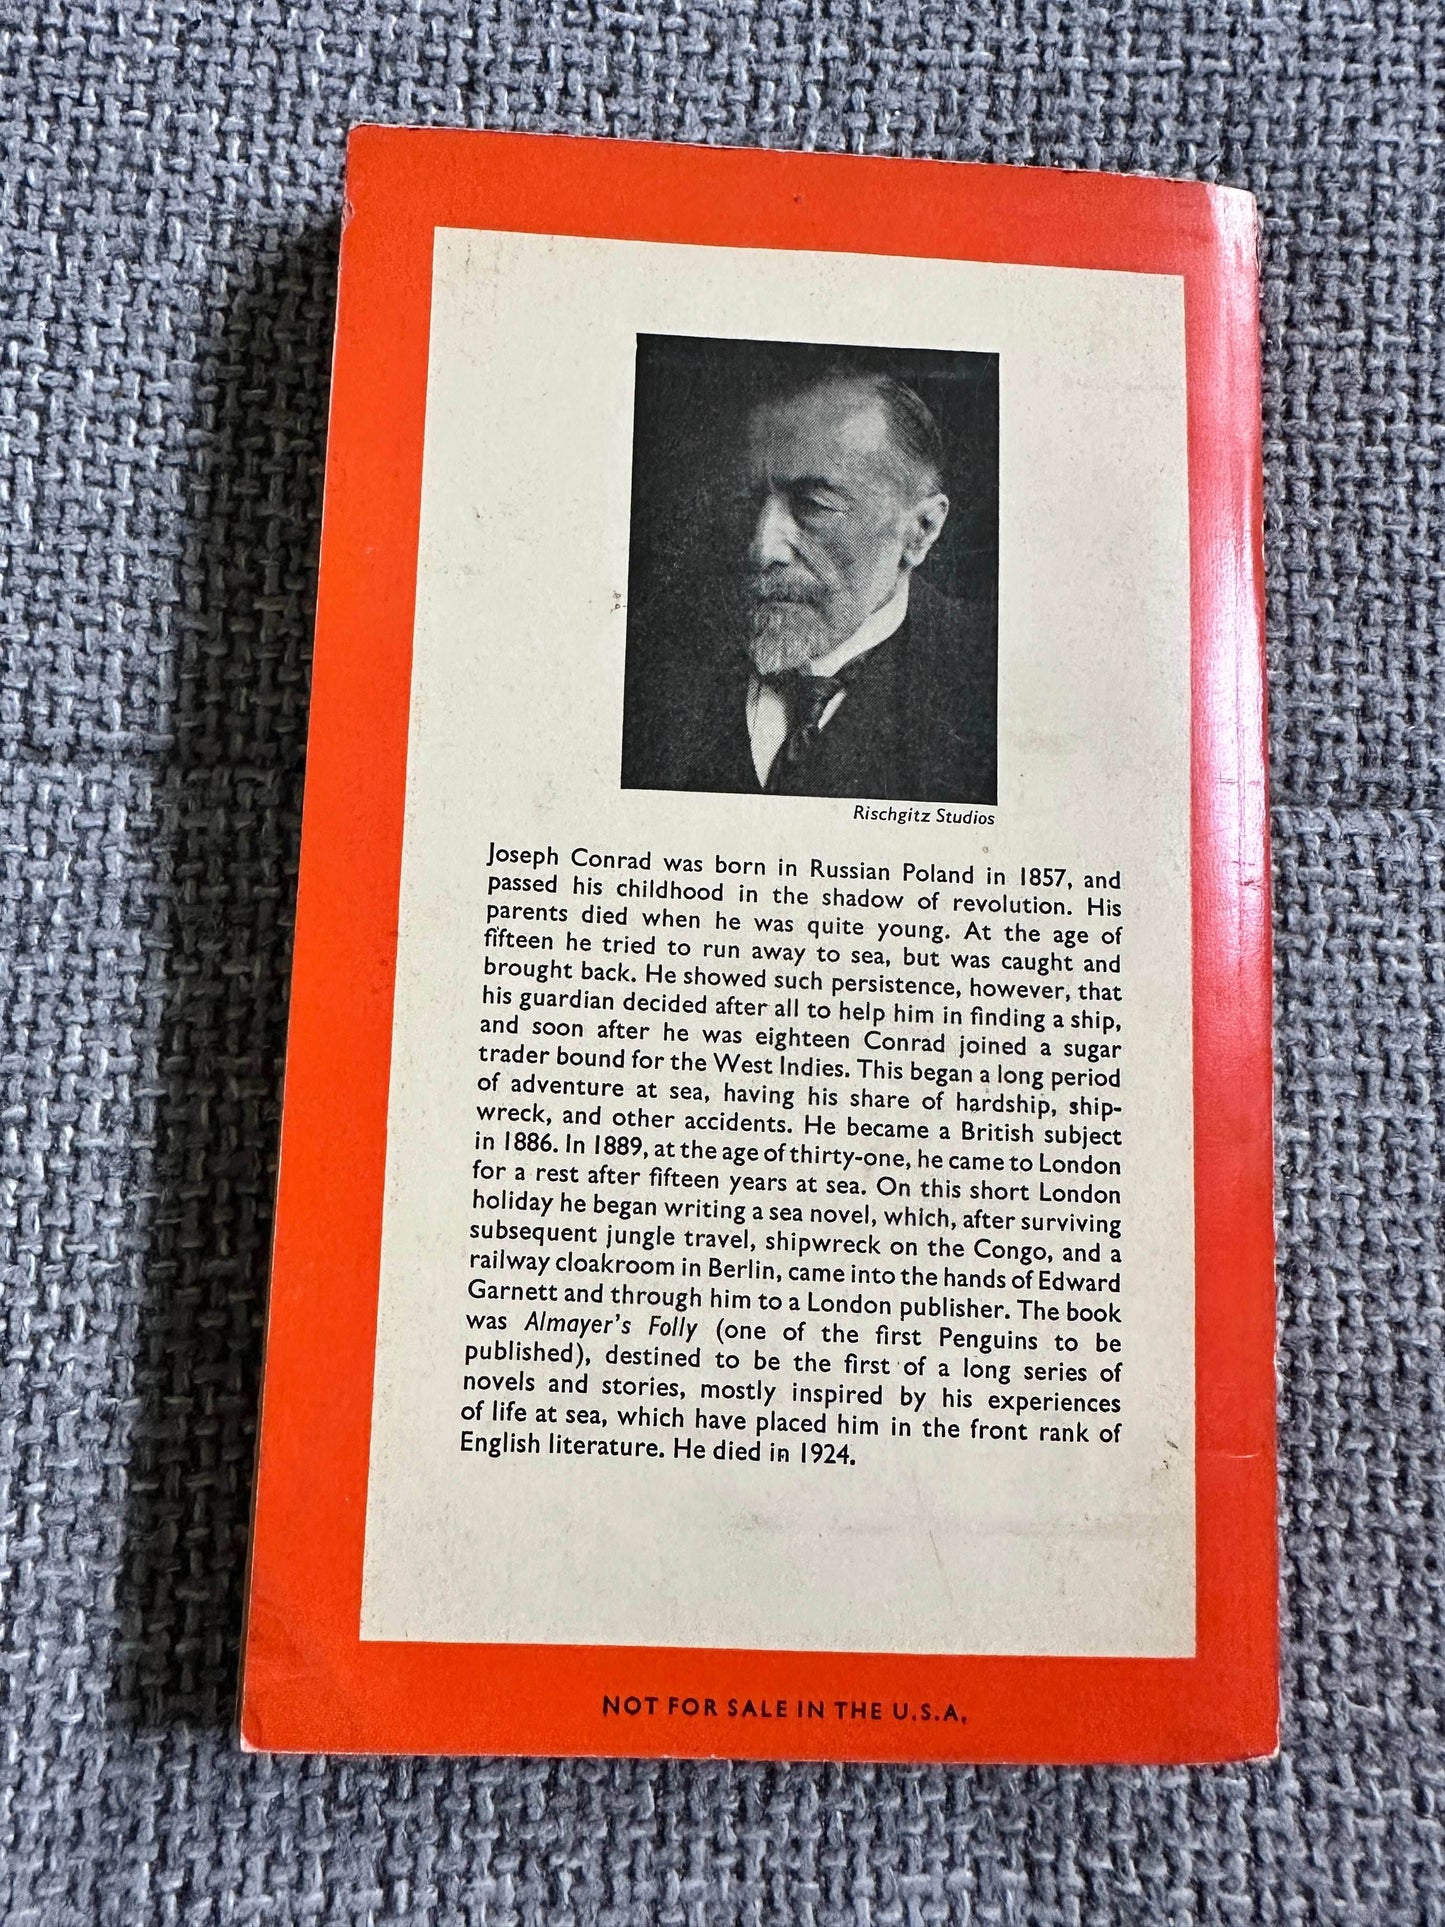 Rischgitz Studios
Joseph Conrad was born in Russian Poland in 1857, and
passed his childhood in the shadow of revolution. His
parents died when he was quite young. At the age of
fifteen he tried to run away to sea, but was caught and
brought back. He showed such persistence, however, that
his guardian decided after all to help him in finding a ship,
and soon after he was eighteen Conrad joined a sugar
trader bound for the West Indies. This began a long period
of adventure at sea, having his share of hardship, ship-
wreck, and other accidents. He became a British subject
in 1886. In 1889, at the age of thirty-one, he came to London
for a rest after fifteen years at sea. On this short London
holiday he began writing a sea novel, which, after surviving
subsequent jungle travel, shipwreck on the Congo, and a
railway cloakroom in Berlin, came into the hands of Edward
Garnett and through him to a London publisher. The book
was Almayer's Folly (one of the first Penguins to be
published), destined to be the first of a long series of
novels and stories, mostly inspired by his experiences
of life at sea, which have placed him in the front rank of
English literature. He died in 1924.
NOT FOR SALE IN THE U.S.A.